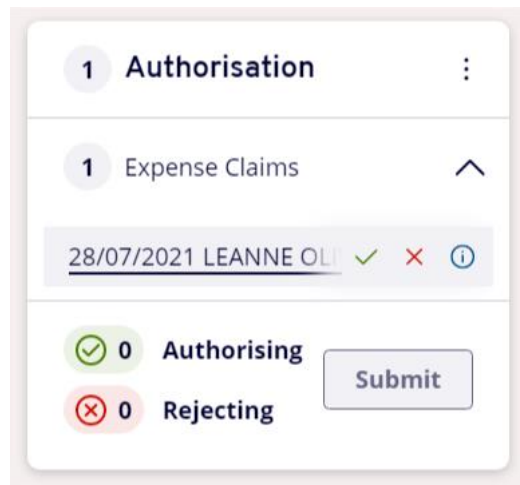 1 Authorisation
1 Expense Claims
28/07/2021 LEANNE
0 Authorising
Submit
0 Rejecting